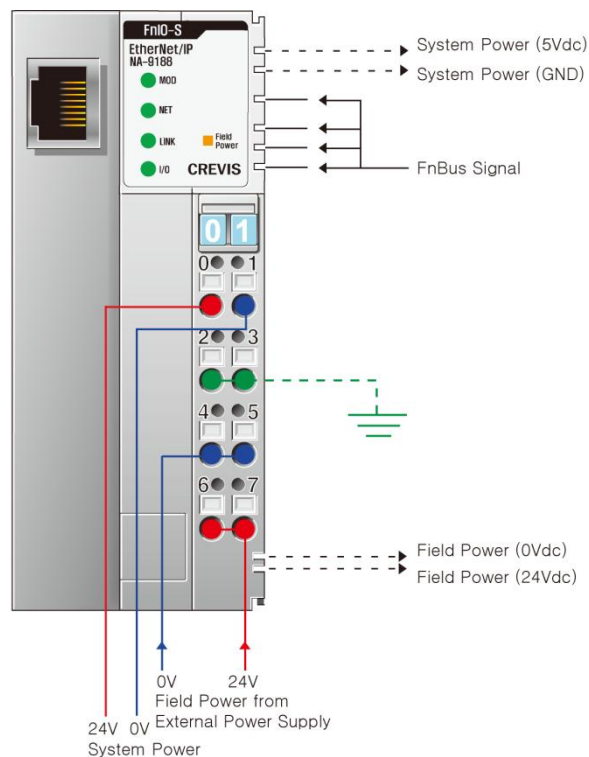 FnIO-S
EtherNet/IP
NA-9188
MOD
NET
LINK
Field
Power
I/O
CREVIS
System Power (5Vdc)
System Power (GND)
FnBus Signal
0 1
0 1
2 3
4 5
6 7
Field Power (0Vdc)
Field Power (24Vdc)
0V 24V
Field Power from
External Power Supply
24V 0V
System Power